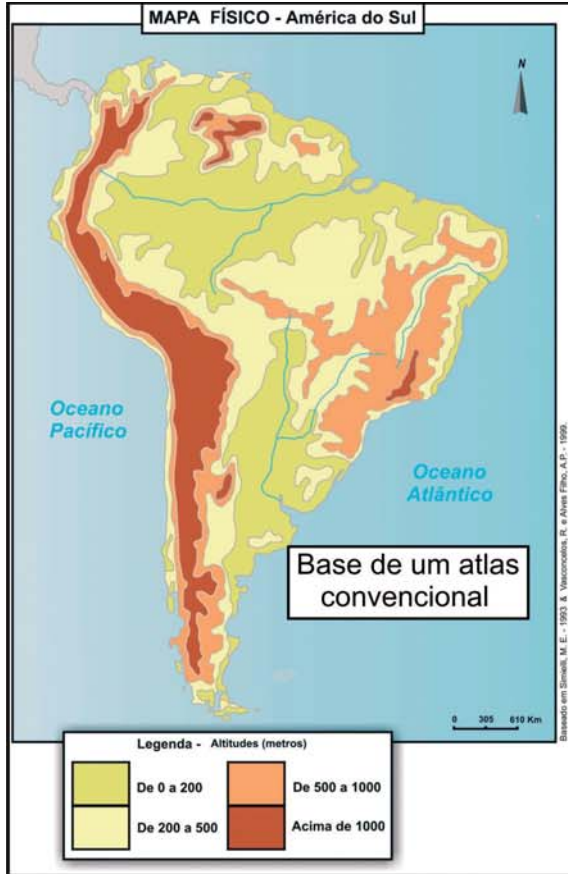 MAPA FÍSICO - América do Sul
N
Oceano
Pacífico
Oceano
Atlântico
Base de um atlas
convencional
0 305 610 Km
Baseado em Simielli, M. E. - 1993 & Vasconcelos, R. e Alves Filho, A.P. - 1999.
Legenda - Altitudes (metros)
De 0 a 200
De 500 a 1000
De 200 a 500
Acima de 1000